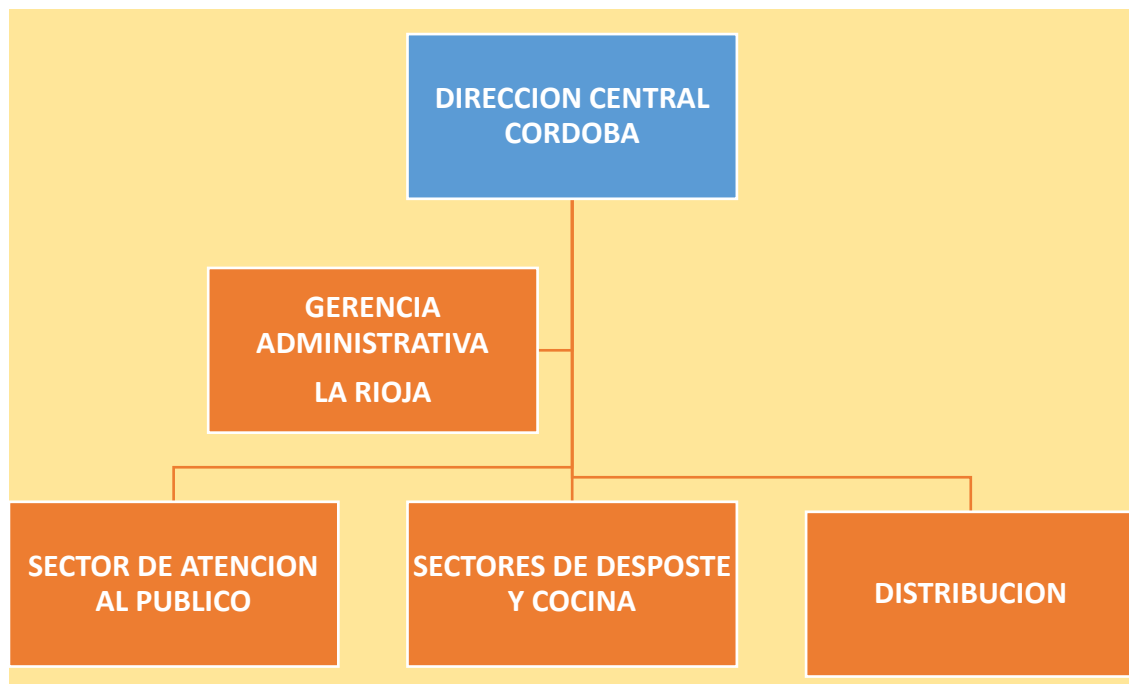 DIRECCION CENTRAL
CORDOBA
GERENCIA
ADMINISTRATIVA
LA RIOJA
SECTOR DE ATENCION
AL PUBLICO
SECTORES DE DESPOSTE
Y COCINA
DISTRIBUCION